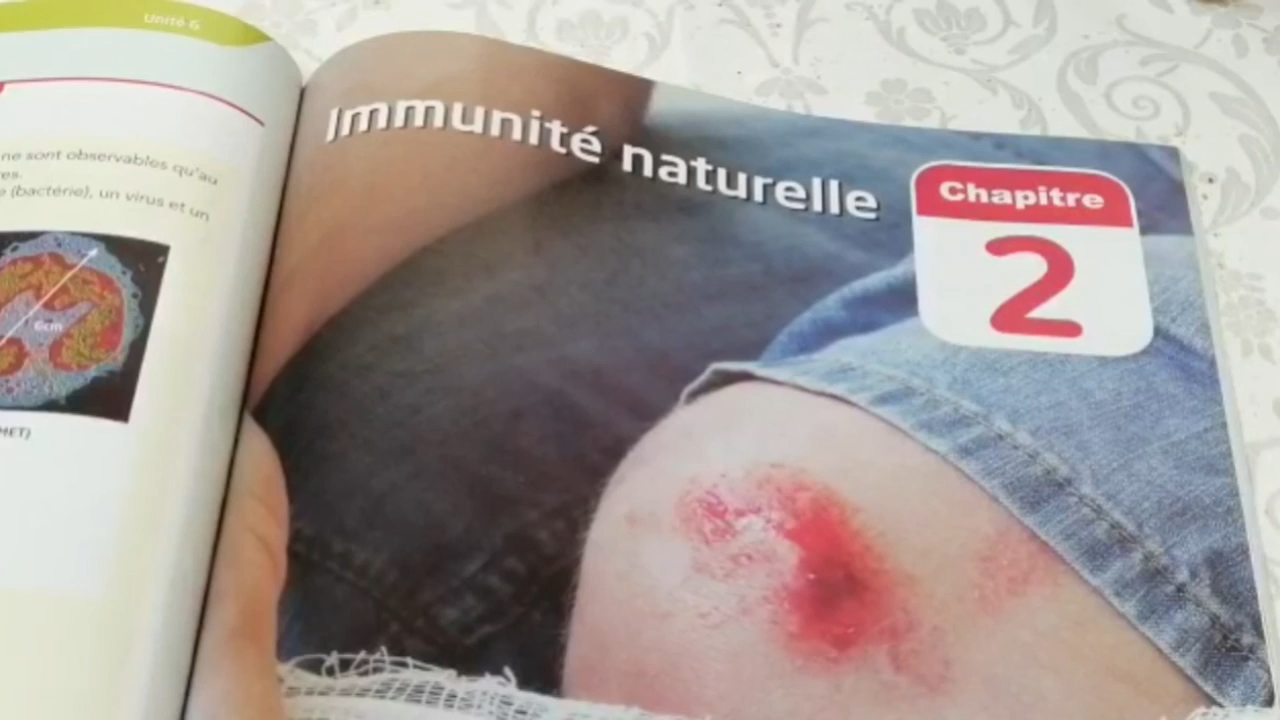 Unité 6
ne sont observables qu'au
es.
e (bactérie), un virus et un
6cm
MET)
Immunité naturelle
Chapitre
2